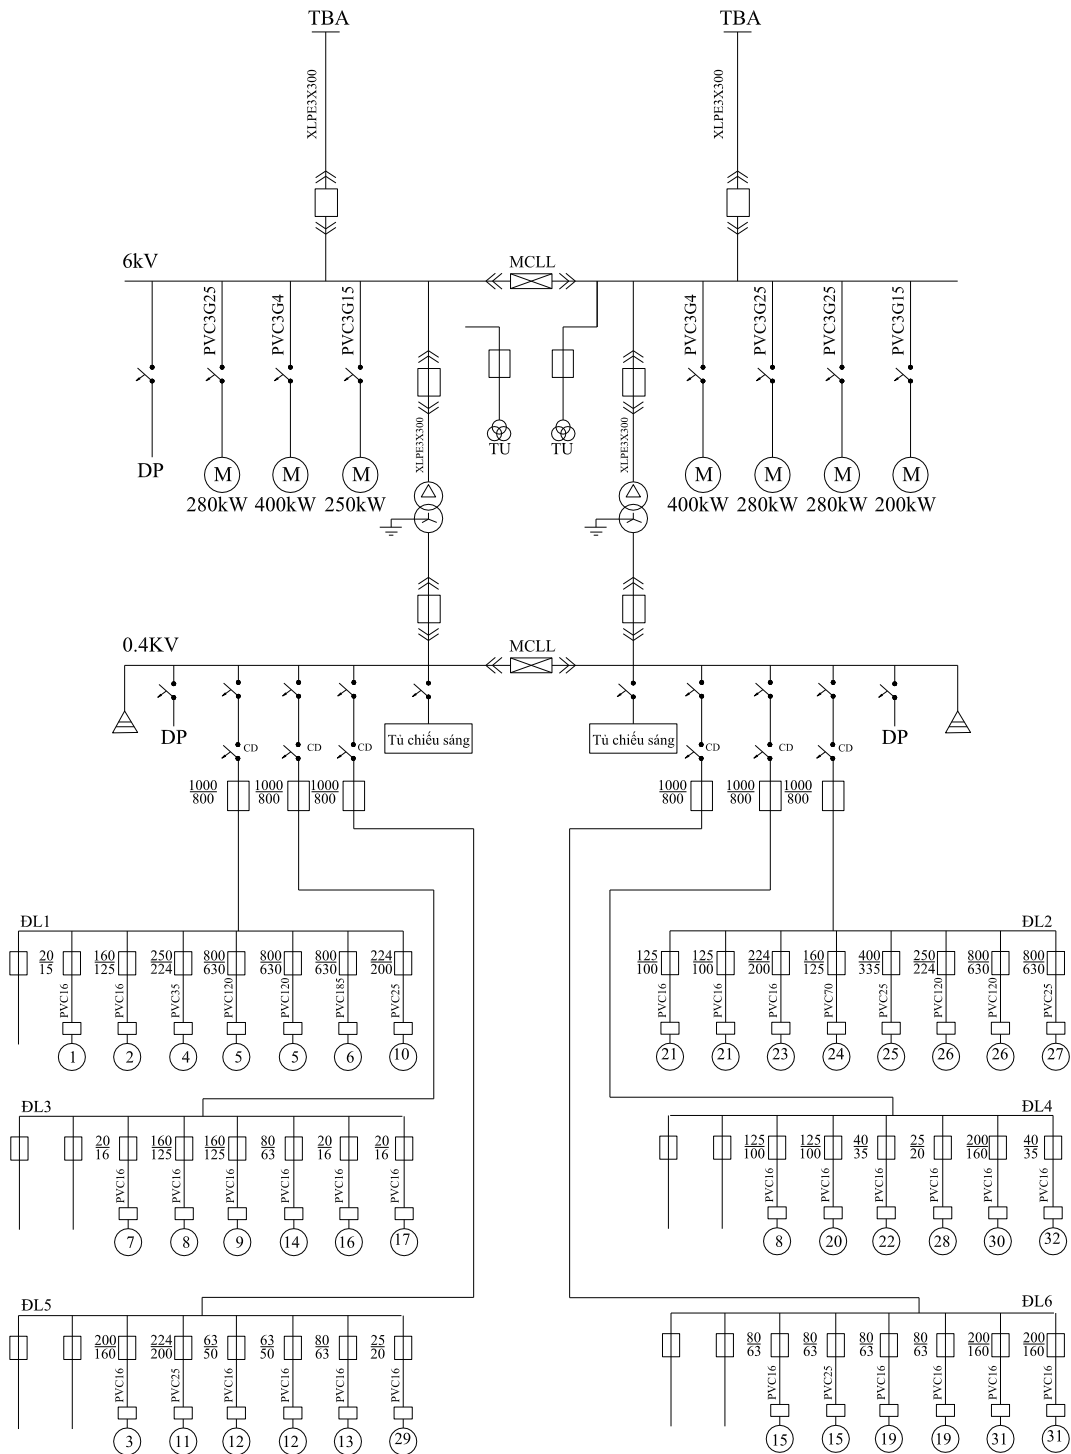 TBA TBA
XLPE3X300 XLPE3X300
6kV MCLL
PVC3G25 PVC3G4 PVC3G15 PVC3G4 PVC3G25 PVC3G25 PVC3G15
XLPE3X300 XLPE3X300
TU TU
DP M M M M M M M
280kW 400kW 250kW 400kW 280kW 280kW 200kW
0.4KV MCLL
DP Tủ chiếu sáng Tủ chiếu sáng DP
CD CD CD CD CD CD
1000 1000 1000 1000 1000 1000
800 800 800 800 800 800
ĐL1
20 160 250 800 800 800 224
15 125 224 630 630 630 200
PVC16 PVC16 PVC35 PVC120 PVC120 PVC185 PVC25
1 2 4 5 5 6 10
ĐL2
125 125 224 160 400 250 800 800
100 100 200 125 335 224 630 630
PVC16 PVC16 PVC16 PVC70 PVC25 PVC120 PVC120 PVC25
21 21 23 24 25 26 26 27
ĐL3
20 160 160 80 20 20
16 125 125 63 16 16
PVC16 PVC16 PVC16 PVC16 PVC16 PVC16
7 8 9 14 16 17
ĐL4
125 125 40 25 200 40
100 100 35 20 160 35
PVC16 PVC16 PVC16 PVC16 PVC16 PVC16
8 20 22 28 30 32
ĐL5
200 224 63 63 80 25
160 200 50 50 63 20
PVC16 PVC25 PVC16 PVC16 PVC16 PVC16
3 11 12 12 13 29
ĐL6
80 80 80 80 200 200
63 63 63 63 160 160
PVC16 PVC25 PVC16 PVC16 PVC16 PVC16
15 15 19 19 31 31